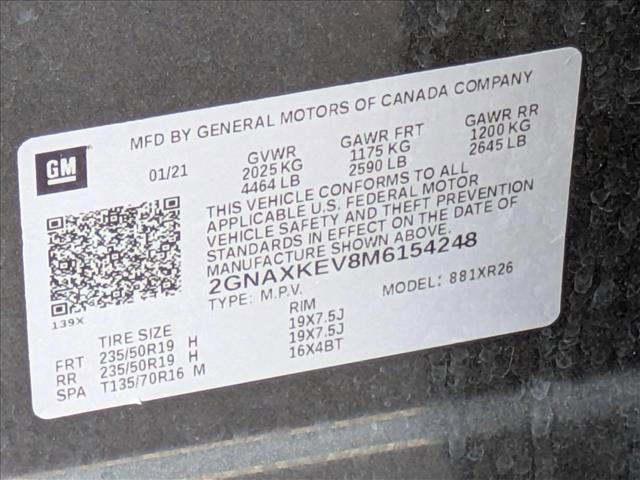 MFD BY GENERAL MOTORS OF CANADA COMPANY
GM
01/21
GVWR
2025 KG
4464 LB
GAWR FRT
1175 KG
2590 LB
GAWR RR
1200 KG
2645 LB
THIS VEHICLE CONFORMS TO ALL
APPLICABLE U.S. FEDERAL MOTOR
VEHICLE SAFETY AND THEFT PREVENTION
STANDARDS IN EFFECT ON THE DATE OF
MANUFACTURE SHOWN ABOVE.
2GNAXKEV8M6154248
TYPE: M.P.V. MODEL: 881XR26
139X
TIRE SIZE RIM
FRT 235/50R19 H 19X7.5J
RR 235/50R19 H 19X7.5J
SPA T135/70R16 M 16X4BT